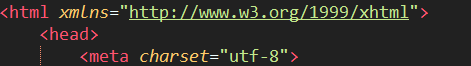 <html xmlns="http://www.w3.org/1999/xhtml">
<head>
<meta charset="utf-8">